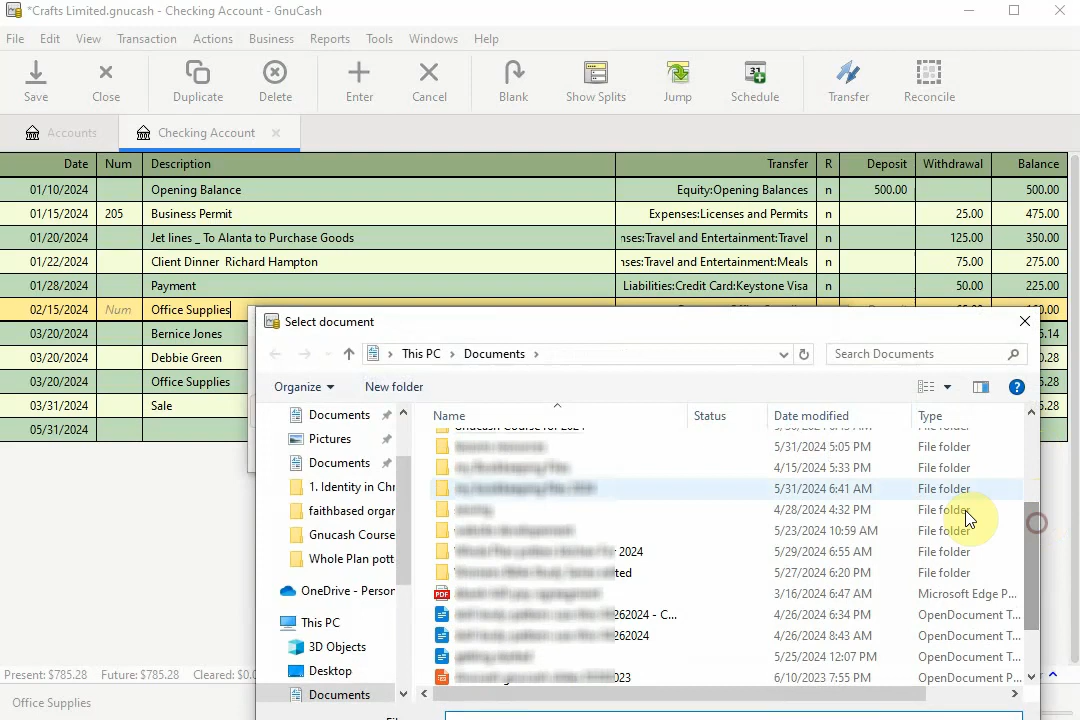 *Crafts Limited.gnucash - Checking Account - GnuCash
File Edit View Transaction Actions Business Reports Tools Windows Help
Save Close Duplicate Delete Enter Cancel Blank Show Splits Jump Schedule Transfer Reconcile
Accounts Checking Account
Date Num Description Transfer R Deposit Withdrawal Balance
01/10/2024 Opening Balance Equity:Opening Balances n 500.00 500.00
01/15/2024 205 Business Permit Expenses:Licenses and Permits n 25.00 475.00
01/20/2024 Jet lines _ To Alanta to Purchase Goods nses:Travel and Entertainment:Travel n 125.00 350.00
01/22/2024 Client Dinner Richard Hampton nses:Travel and Entertainment:Meals n 75.00 275.00
01/28/2024 Payment Liabilities:Credit Card:Keystone Visa n 50.00 225.00
02/15/2024 Num Office Supplies
03/20/2024 Bernice Jones
03/20/2024 Debbie Green
03/20/2024 Office Supplies
03/31/2024 Sale
05/31/2024
Select document
This PC Documents Search Documents
Organize New folder
Name Status Date modified Type
Documents
Pictures 5/31/2024 5:05 PM File folder
Documents 4/15/2024 5:33 PM File folder
1. Identity in Chr 5/31/2024 6:41 AM File folder
faithbased organ 4/28/2024 4:32 PM File folder
Gnucash Course 5/23/2024 10:59 AM File folder
Whole Plan pott 2024 5/29/2024 6:55 AM File folder
ted 5/27/2024 6:20 PM File folder
OneDrive - Person 3/16/2024 6:47 AM Microsoft Edge P...
262024 - C... 4/26/2024 6:34 PM OpenDocument T...
This PC 262024 4/26/2024 8:43 AM OpenDocument T...
3D Objects 5/25/2024 12:07 PM OpenDocument T...
Desktop 023 6/10/2023 7:55 PM OpenDocument P...
Documents
Present: $785.28 Future: $785.28 Cleared: $0.0
Office Supplies